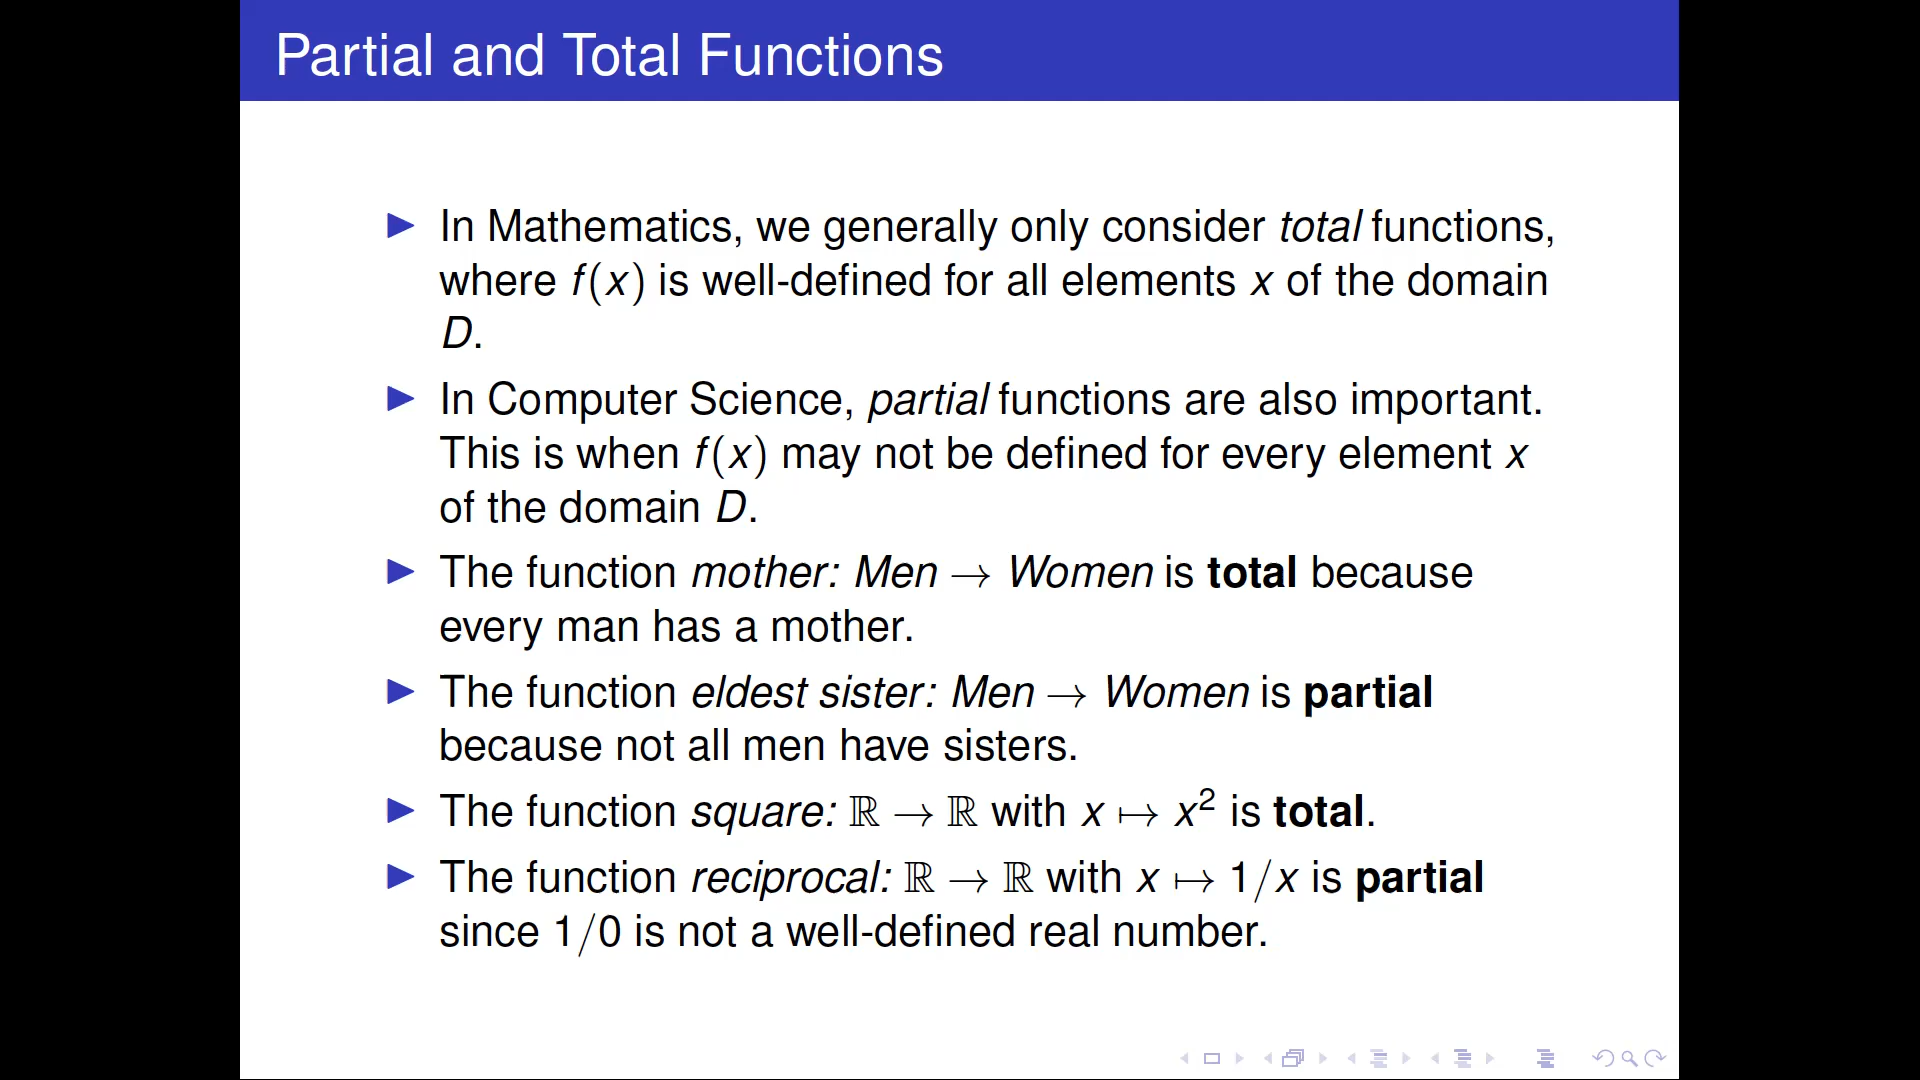 Partial and Total Functions
▶ In Mathematics, we generally only consider total functions,
where f(x) is well-defined for all elements x of the domain
D.
▶ In Computer Science, partial functions are also important.
This is when f(x) may not be defined for every element x
of the domain D.
▶ The function mother: Men → Women is total because
every man has a mother.
▶ The function eldest sister: Men → Women is partial
because not all men have sisters.
▶ The function square: ℝ → ℝ with x ↦ x² is total.
▶ The function reciprocal: ℝ → ℝ with x ↦ 1/x is partial
since 1/0 is not a well-defined real number.